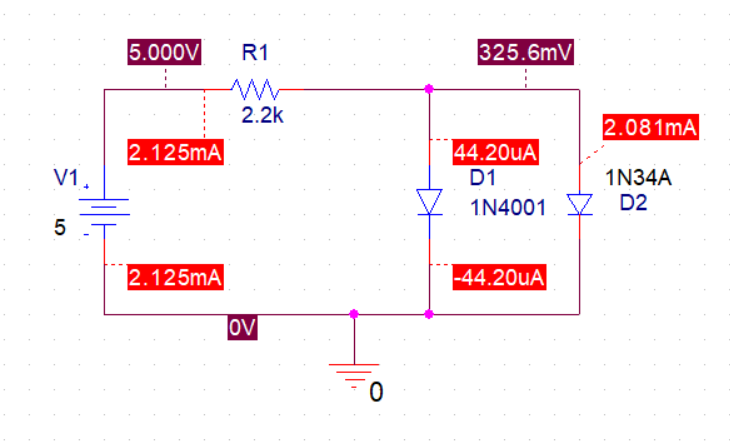 5.000V
R1
325.6mV
2.2k
2.081mA
2.125mA
44.20uA
V1
+
D1
1N34A
1N4001
D2
5
-
2.125mA
-44.20uA
0V
0